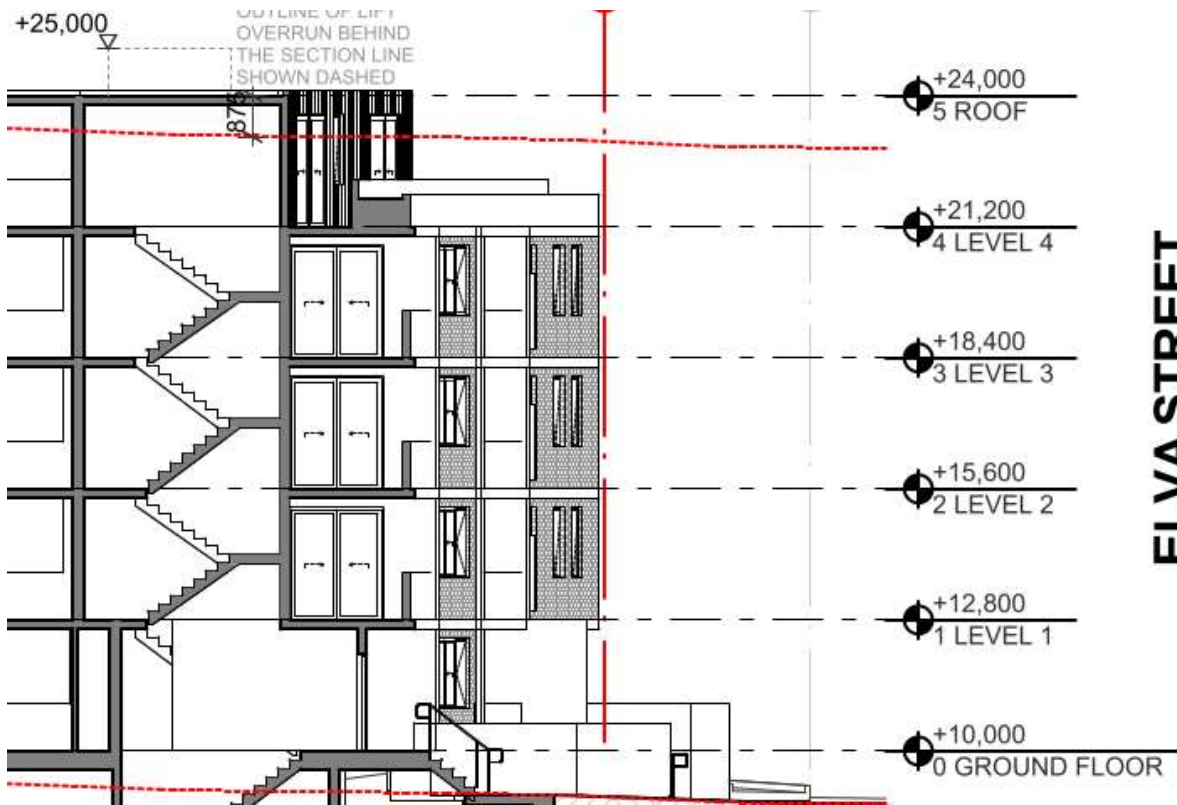 +25,000
OUTLINE OF LIFT
OVERRUN BEHIND
THE SECTION LINE
SHOWN DASHED
875
+24,000
5 ROOF
+21,200
4 LEVEL 4
+18,400
3 LEVEL 3
+15,600
2 LEVEL 2
+12,800
1 LEVEL 1
+10,000
0 GROUND FLOOR
STREET